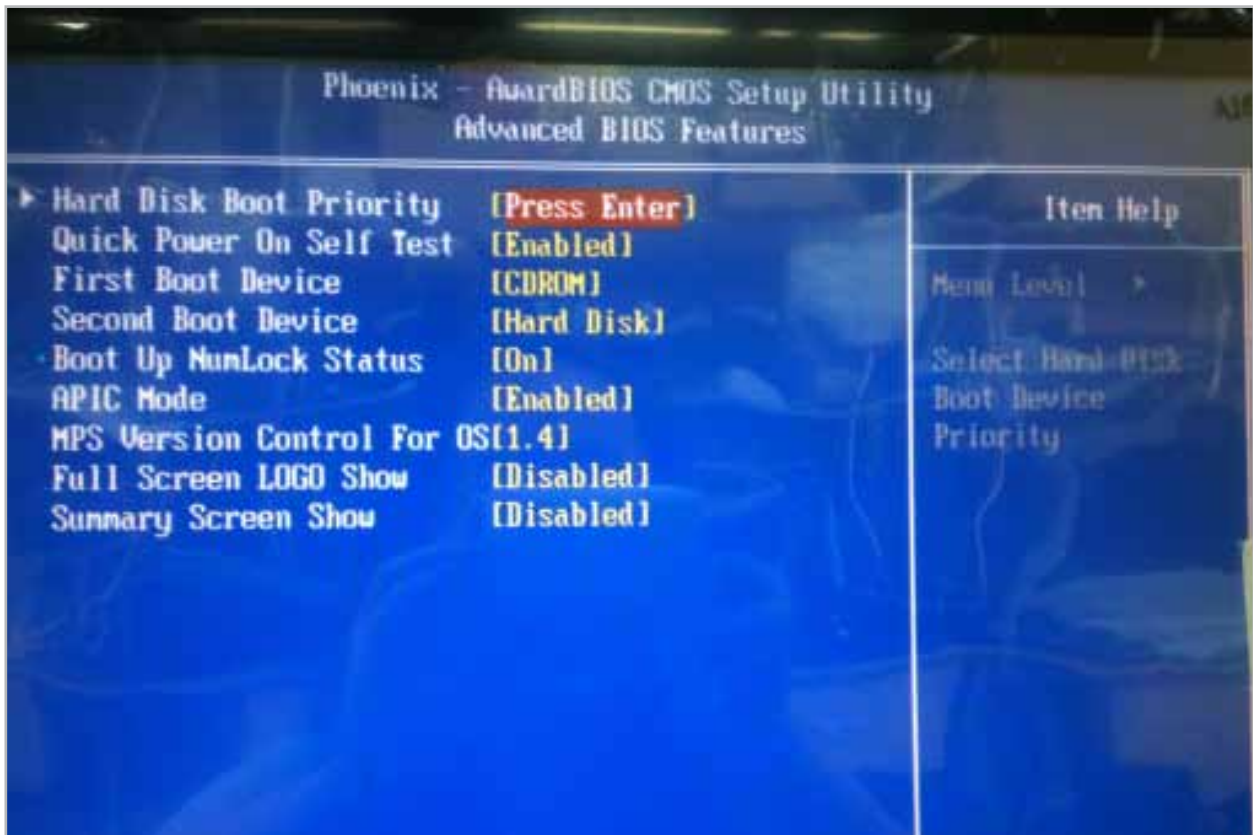 Phoenix - AwardBIOS CMOS Setup Utility
Advanced BIOS Features
Hard Disk Boot Priority [Press Enter]
Quick Power On Self Test [Enabled]
First Boot Device [CDROM]
Second Boot Device [Hard Disk]
Boot Up NumLock Status [On]
APIC Mode [Enabled]
MPS Version Control For OS[1.4]
Full Screen LOGO Show [Disabled]
Summary Screen Show [Disabled]
Item Help
Menu Level
Select Hard Disk
Boot Device
Priority